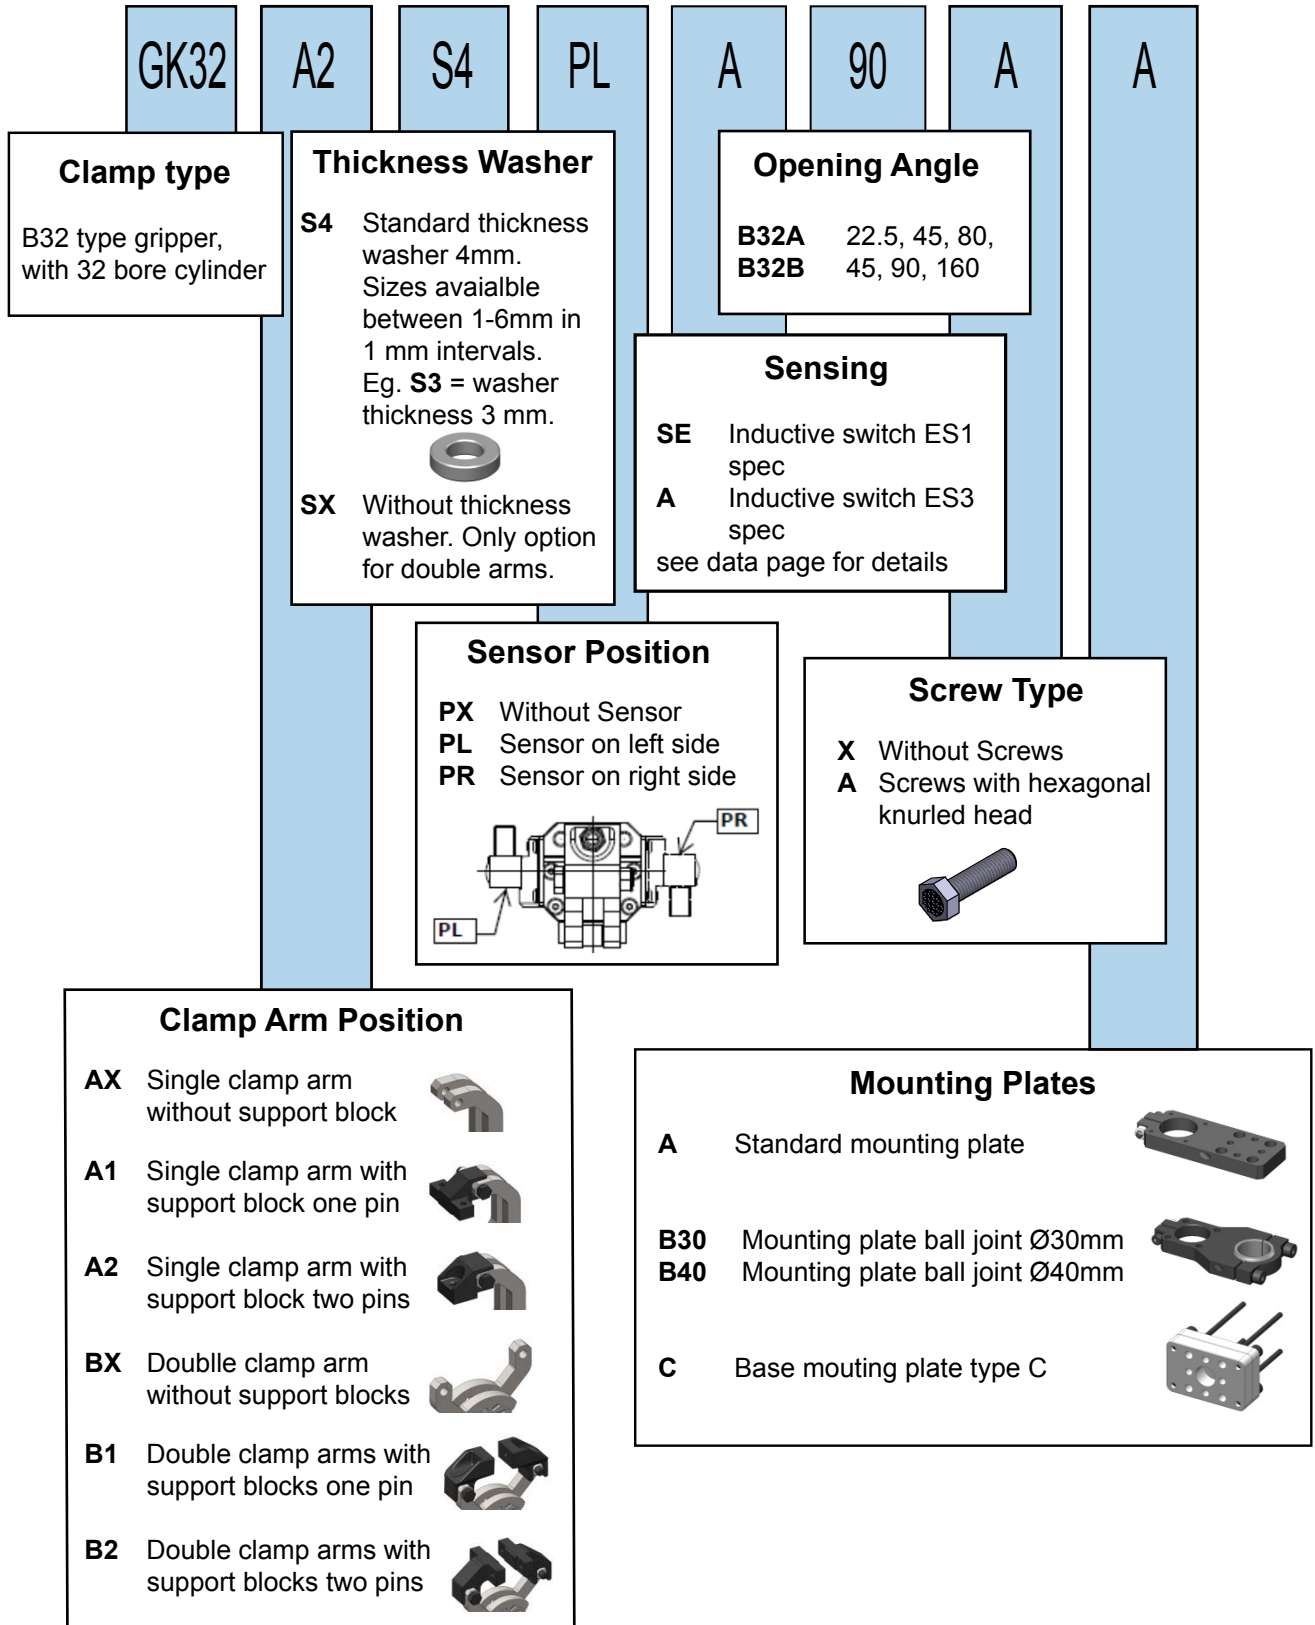 GK32 A2 S4 PL A 90 A A
Clamp type
B32 type gripper,
with 32 bore cylinder
Thickness Washer
S4 Standard thickness
washer 4mm.
Sizes avaialble
between 1-6mm in
1 mm intervals.
Eg. S3 = washer
thickness 3 mm.
SX Without thickness
washer. Only option
for double arms.
Opening Angle
B32A 22.5, 45, 80,
B32B 45, 90, 160
Sensing
SE Inductive switch ES1
spec
A Inductive switch ES3
spec
see data page for details
Sensor Position
PX Without Sensor
PL Sensor on left side
PR Sensor on right side
PR
PL
Screw Type
X Without Screws
A Screws with hexagonal
knurled head
Clamp Arm Position
AX Single clamp arm
without support block
A1 Single clamp arm with
support block one pin
A2 Single clamp arm with
support block two pins
BX Doublle clamp arm
without support blocks
B1 Double clamp arms with
support blocks one pin
B2 Double clamp arms with
support blocks two pins
Mounting Plates
A Standard mounting plate
B30 Mounting plate ball joint Ø30mm
B40 Mounting plate ball joint Ø40mm
C Base mouting plate type C